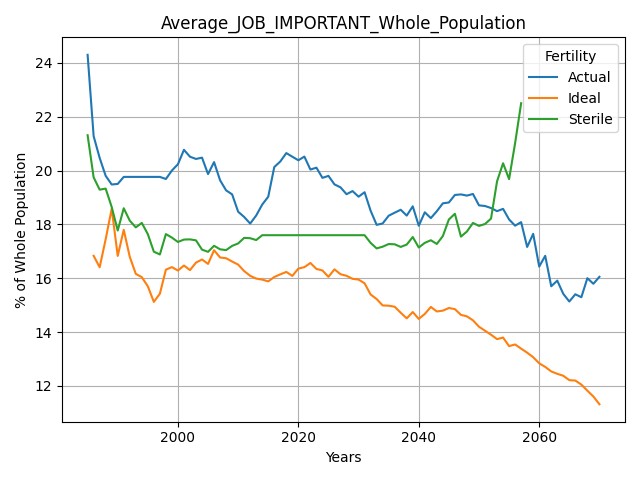 Average_JOB_IMPORTANT_Whole_Population
Fertility
Actual
Ideal
Sterile
% of Whole Population
24
22
20
18
16
14
12
2000
2020
2040
2060
Years